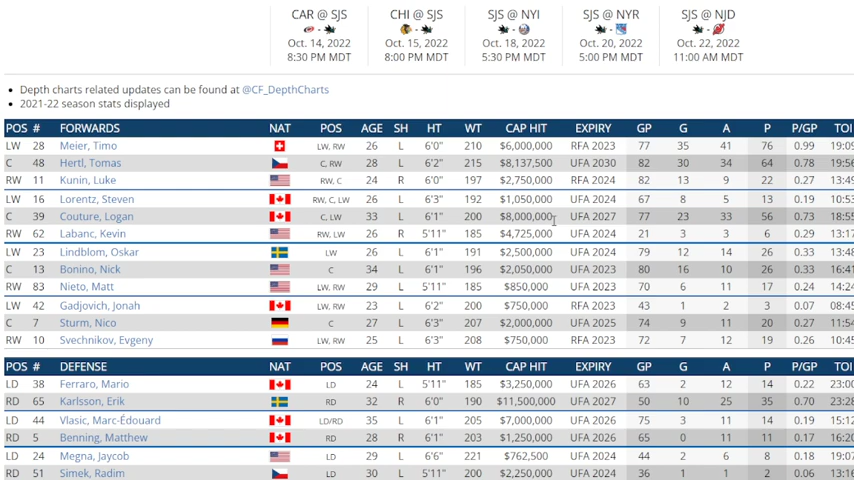 CAR @ SJS CHI @ SJS SJS @ NYI SJS @ NYR SJS @ NJD
- - - - -
Oct. 14, 2022 Oct. 15, 2022 Oct. 18, 2022 Oct. 20, 2022 Oct. 22, 2022
8:30 PM MDT 8:00 PM MDT 5:30 PM MDT 5:00 PM MDT 11:00 AM MDT
• Depth charts related updates can be found at @CF_DepthCharts
• 2021-22 season stats displayed
POS # FORWARDS NAT POS AGE SH HT WT CAP HIT EXPIRY GP G A P P/GP TOI
LW 28 Meier, Timo LW, RW 26 L 6'0" 210 $6,000,000 RFA 2023 77 35 41 76 0.99 19:09
C 48 Hertl, Tomas C, RW 28 L 6'2" 215 $8,137,500 UFA 2030 82 30 34 64 0.78 19:56
RW 11 Kunin, Luke RW, C 24 R 6'0" 197 $2,750,000 RFA 2024 82 13 9 22 0.27 13:49
LW 16 Lorentz, Steven RW, C, LW 26 L 6'3" 192 $1,050,000 UFA 2024 67 8 5 13 0.19 10:53
C 39 Couture, Logan C, LW 33 L 6'1" 200 $8,000,000 UFA 2027 77 23 33 56 0.73 18:55
RW 62 Labanc, Kevin RW, LW 26 R 5'11" 185 $4,725,000 UFA 2024 21 3 3 6 0.29 13:17
LW 23 Lindblom, Oskar LW 26 L 6'1" 191 $2,500,000 UFA 2024 79 12 14 26 0.33 13:48
C 13 Bonino, Nick C 34 L 6'1" 196 $2,050,000 UFA 2023 80 16 10 26 0.33 16:41
RW 83 Nieto, Matt LW, RW 29 L 5'11" 185 $850,000 UFA 2023 70 6 11 17 0.24 14:24
LW 42 Gadjovich, Jonah LW, RW 23 L 6'2" 200 $750,000 RFA 2023 43 1 2 3 0.07 08:45
C 7 Sturm, Nico C 27 L 6'3" 207 $2,000,000 UFA 2025 74 9 11 20 0.27 11:54
RW 10 Svechnikov, Evgeny LW, RW 25 L 6'3" 208 $750,000 RFA 2023 72 7 12 19 0.26 10:45
POS # DEFENSE NAT POS AGE SH HT WT CAP HIT EXPIRY GP G A P P/GP TOI
LD 38 Ferraro, Mario LD 24 L 5'11" 185 $3,250,000 UFA 2026 63 2 12 14 0.22 23:00
RD 65 Karlsson, Erik RD 32 R 6'0" 190 $11,500,000 UFA 2027 50 10 25 35 0.70 23:28
LD 44 Vlasic, Marc-Édouard LD/RD 35 L 6'1" 205 $7,000,000 UFA 2026 75 3 11 14 0.19 15:12
RD 5 Benning, Matthew RD 28 R 6'1" 203 $1,250,000 UFA 2026 65 0 11 11 0.17 16:20
LD 24 Megna, Jaycob LD 29 L 6'6" 221 $762,500 UFA 2024 44 2 6 8 0.18 19:07
RD 51 Simek, Radim LD 30 L 5'11" 200 $2,250,000 UFA 2024 36 1 1 2 0.06 13:16